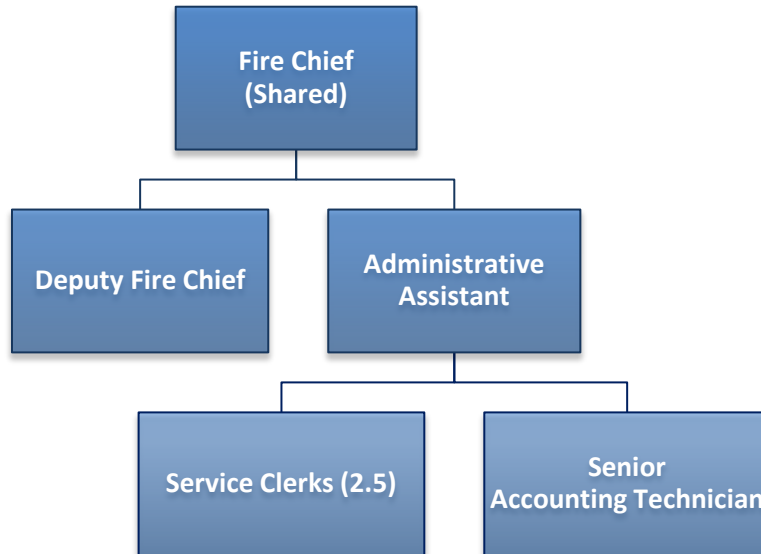 Fire Chief
(Shared)
Deputy Fire Chief
Administrative
Assistant
Service Clerks (2.5)
Senior
Accounting Technician